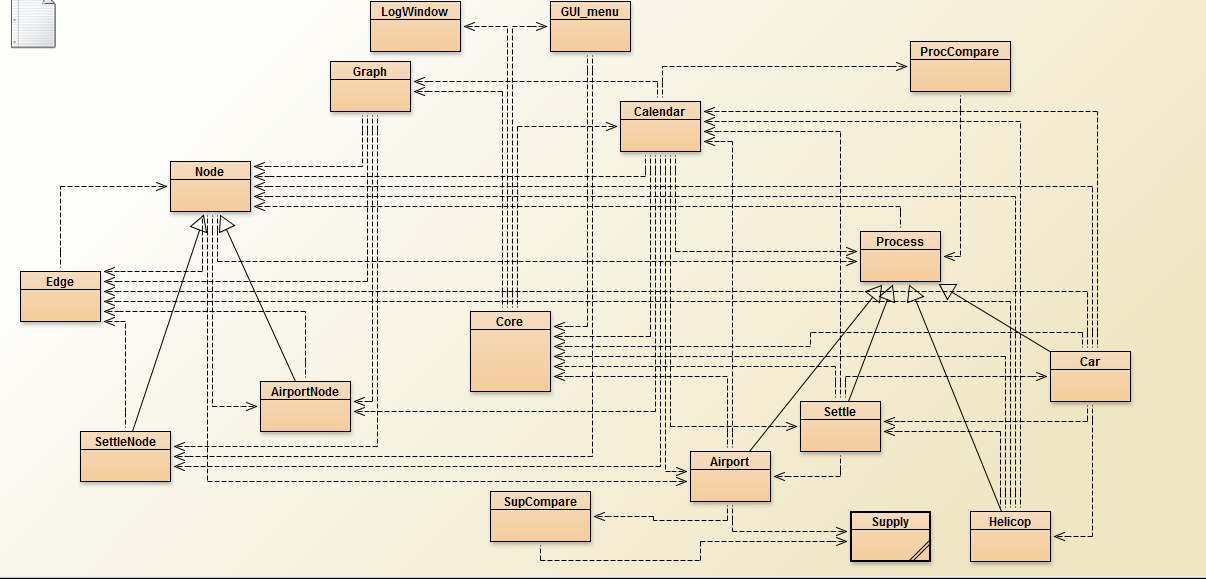 LogWindow
GUI_menu
ProcCompare
Graph
Calendar
Node
Process
Edge
Core
Car
AirportNode
Settle
SettleNode
Airport
SupCompare
Supply
Helicop